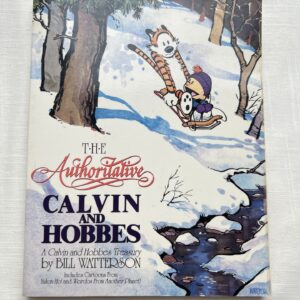 T·H·E
Authoritative
CALVIN
AND
HOBBES
A Calvin and Hobbes Treasury
by BILL WATTERSON
Includes Cartoons From
Yukon Ho! and Weirdos From Another Planet!